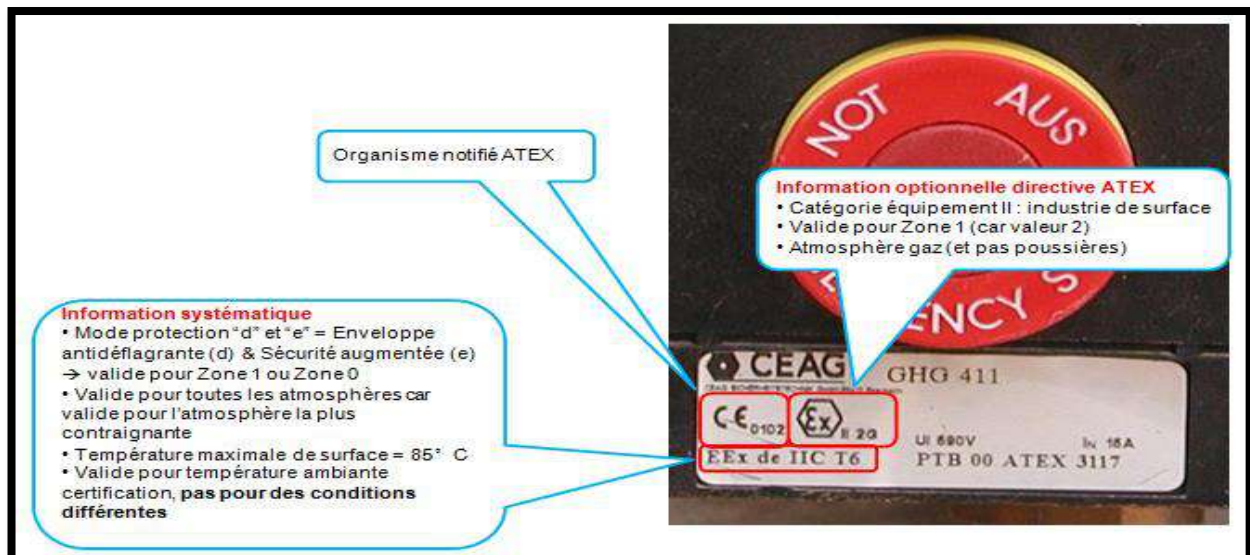 NOT AUS
Organisme notifié ATEX
Information optionnelle directive ATEX
• Catégorie équipement II : industrie de surface
• Valide pour Zone 1 (car valeur 2)
• Atmosphère gaz (et pas poussières)
ENCY S
Information systématique
• Mode protection "d" et "e" = Enveloppe
antidéflagrante (d) & Sécurité augmentée (e)
→ valide pour Zone 1 ou Zone 0
• Valide pour toutes les atmosphères car
valide pour l'atmosphère la plus
contraignante
• Température maximale de surface = 85° C
• Valide pour température ambiante
certification, pas pour des conditions
différentes
CEAG GHG 411
CE 0102 Ex II 2G
UI 690V IN 16A
EEx de IIC T6 PTB 00 ATEX 3117